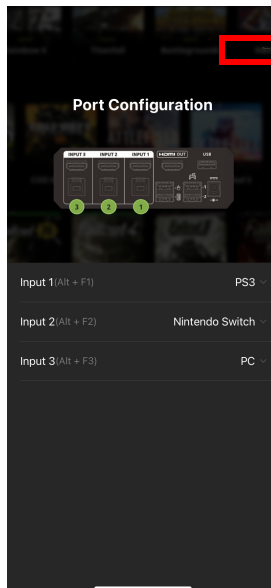 Port Configuration
INPUT 3 INPUT 2 INPUT 1 HDMI OUT USB
3 2 1
Input 1(Alt + F1) PS3
Input 2(Alt + F2) Nintendo Switch
Input 3(Alt + F3) PC